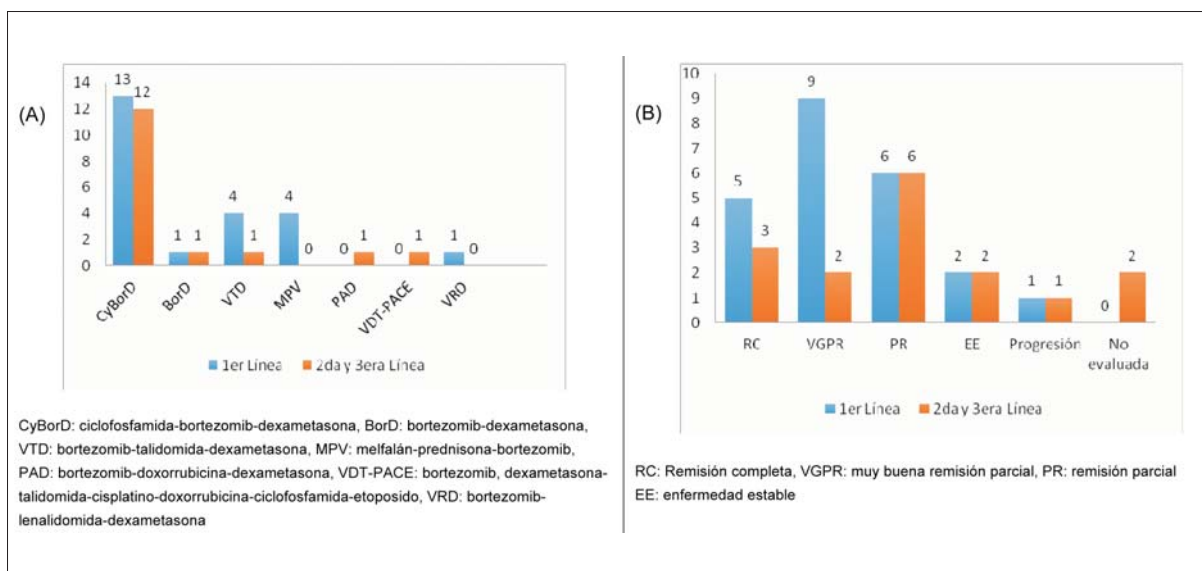 (A)
14
12
10
8
6
4
2
0
13
12
1
1
4
1
4
0
0
1
0
1
1
0
CyBorD
BorD
VTD
MPV
PAD
VDT-PACE
VRD
1er Línea
2da y 3era Línea
CyBorD: ciclofosfamida-bortezomib-dexametasona, BorD: bortezomib-dexametasona,
VTD: bortezomib-talidomida-dexametasona, MPV: melfalán-prednisona-bortezomib,
PAD: bortezomib-doxorrubicina-dexametasona, VDT-PACE: bortezomib, dexametasona-
talidomida-cisplatino-doxorrubicina-ciclofosfamida-etoposido, VRD: bortezomib-
lenalidomida-dexametasona
(B)
10
9
8
7
6
5
4
3
2
1
0
5
3
9
2
6
6
2
2
1
1
0
2
RC
VGPR
PR
EE
Progresión
No
evaluada
1er Línea
2da y 3era Línea
RC: Remisión completa, VGPR: muy buena remisión parcial, PR: remisión parcial
EE: enfermedad estable